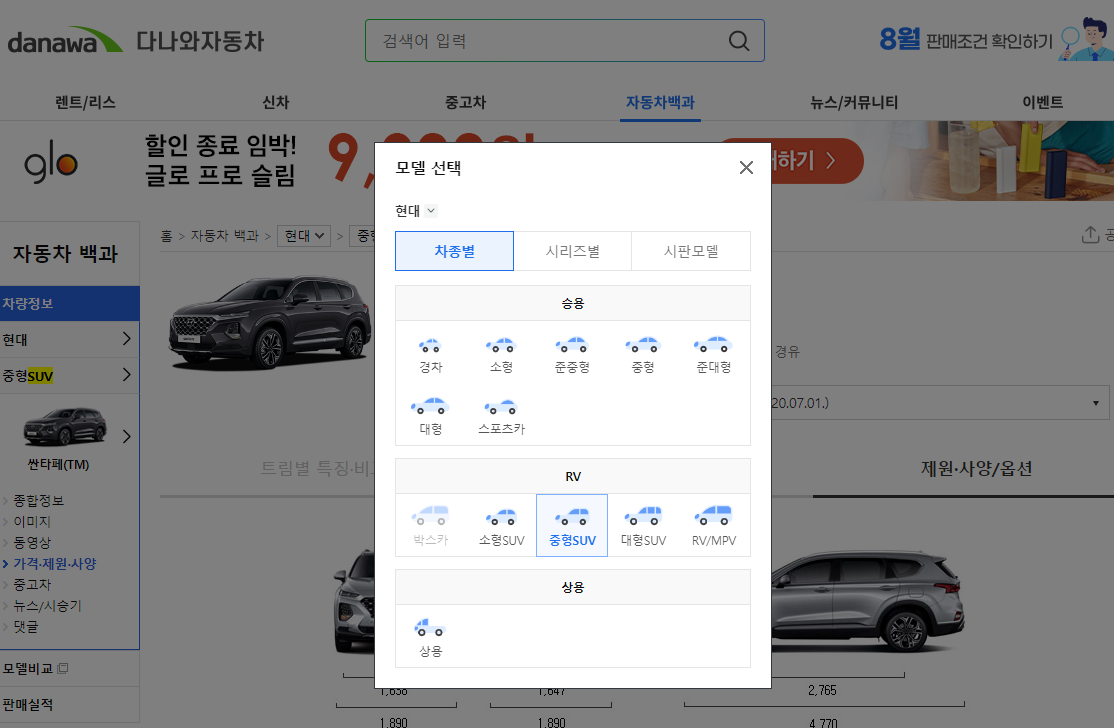 danawa 다나와자동차
검색어 입력
8월 판매조건 확인하기
렌트/리스 신차 중고차 자동차백과 뉴스/커뮤니티 이벤트
glo
할인 종료 임박!
글로 프로 슬림
9,
하기
자동차 백과
홈 > 자동차 백과 > 현대 >
차량정보
현대
중형SUV
싼타페(TM)
종합정보
이미지
동영상
가격·제원·사양
중고차
뉴스/시승기
댓글
모델비교
판매실적
모델 선택
현대
차종별 시리즈별 시판모델
승용
경차 소형 준중형 중형 준대형
대형 스포츠카
RV
박스카 소형SUV 중형SUV 대형SUV RV/MPV
상용
상용
경유
20.07.01.)
트림별 특징·비
제원·사양/옵션
2,765
1,890 1,890 4,770